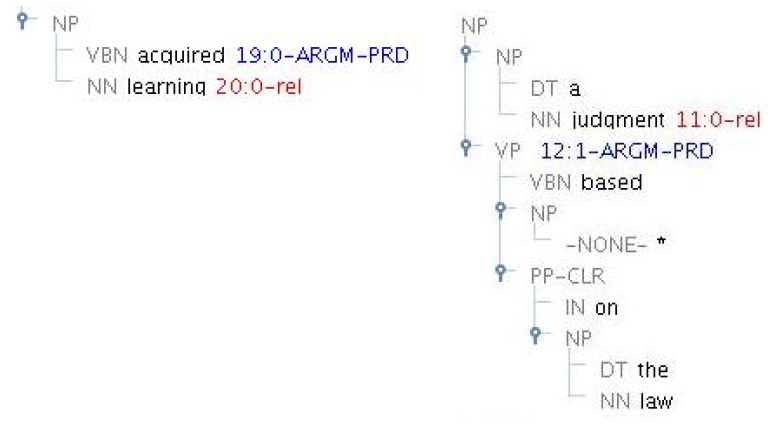 NP
VBN acquired 19:0-ARGM-PRD
NN learning 20:0-rel
NP
NP
DT a
NN judgment 11:0-rel
VP 12:1-ARGM-PRD
VBN based
NP
-NONE- *
PP-CLR
IN on
NP
DT the
NN law